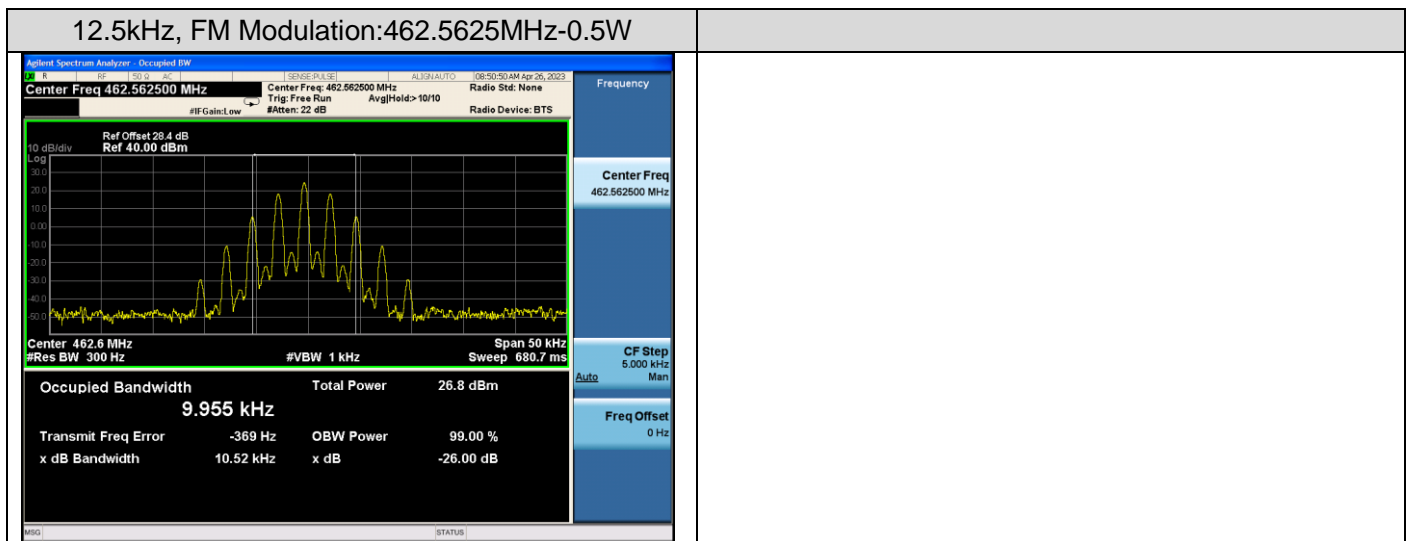 12.5kHz, FM Modulation:462.5625MHz-0.5W
Agilent Spectrum Analyzer - Occupied BW
R RF 50 Ω AC SENSE:PULSE ALIGNAUTO 08:50:50 AM Apr 26, 2023
Center Freq 462.562500 MHz
Center Freq: 462.562500 MHz Radio Std: None
Trig: Free Run Avg|Hold:> 10/10
#IFGain:Low #Atten: 22 dB Radio Device: BTS
Ref Offset 28.4 dB
10 dB/div Ref 40.00 dBm
Log
30.0
20.0
10.0
0.00
-10.0
-20.0
-30.0
-40.0
-50.0
Center 462.6 MHz Span 50 kHz
#Res BW 300 Hz #VBW 1 kHz Sweep 680.7 ms
Occupied Bandwidth Total Power 26.8 dBm
9.955 kHz
Transmit Freq Error -369 Hz OBW Power 99.00 %
x dB Bandwidth 10.52 kHz x dB -26.00 dB
MSG STATUS
Frequency
Center Freq
462.562500 MHz
CF Step
5.000 kHz
Auto Man
Freq Offset
0 Hz